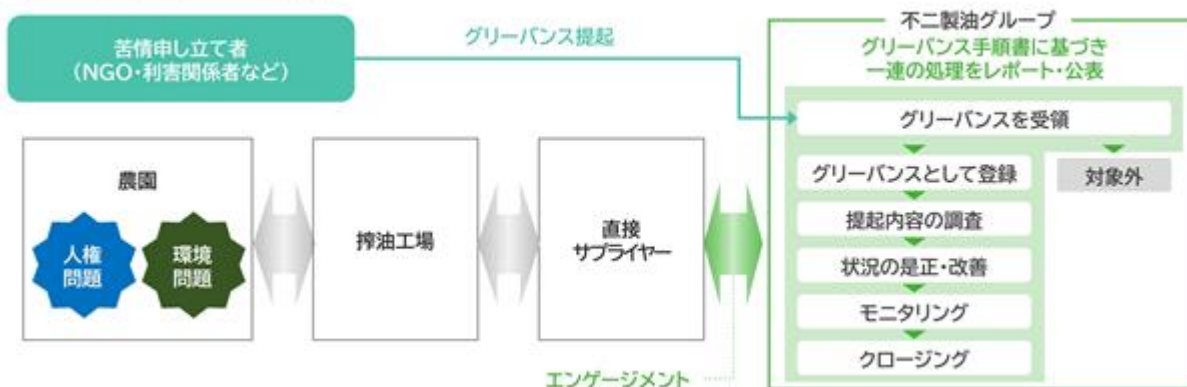 苦情申し立て者
（NGO・利害関係者など）
グリーバンス提起
不二製油グループ
グリーバンス手順書に基づき
一連の処理をレポート・公表
グリーバンスを受領
グリーバンスとして登録
対象外
提起内容の調査
状況の是正・改善
モニタリング
クロージング
農園
人権
問題
環境
問題
搾油工場
直接
サプライヤー
エンゲージメント